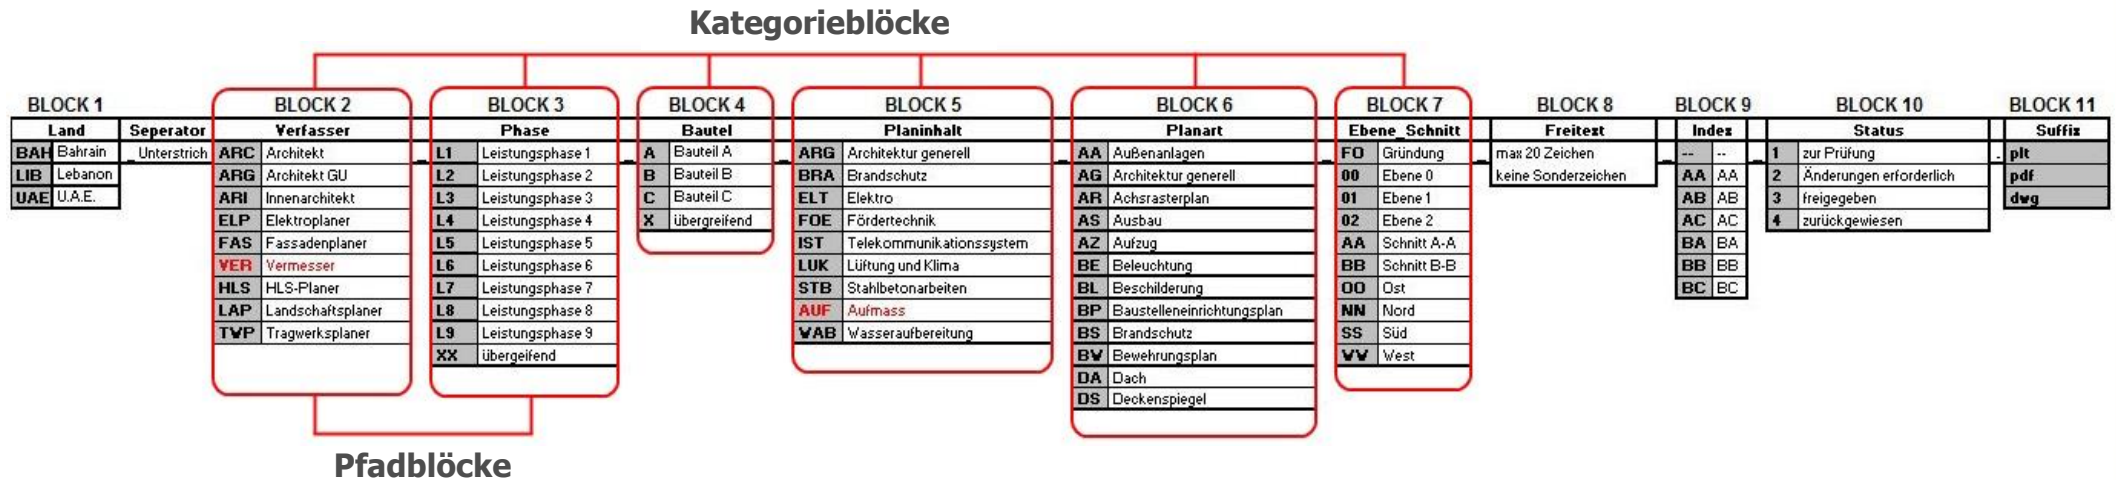 Kategorieblöcke
BLOCK 1 BLOCK 2 BLOCK 3 BLOCK 4 BLOCK 5 BLOCK 6 BLOCK 7 BLOCK 8 BLOCK 9 BLOCK 10 BLOCK 11
Land Seperator Verfasser Phase Bautel Planinhalt Planart Ebene_Schnitt Freitext Index Status Suffix
BAH Bahrain _ Unterstrich ARC Architekt _ L1 Leistungsphase 1 _ A Bauteil A _ ARG Architektur generell _ AA Außenanlagen _ FO Gründung _ max 20 Zeichen _ -- -- _ 1 zur Prüfung . plt
LIB Lebanon ARG Architekt GU L2 Leistungsphase 2 B Bauteil B BRA Brandschutz AG Architektur generell 00 Ebene 0 keine Sonderzeichen AA AA 2 Änderungen erforderlich pdf
UAE U.A.E. ARI Innenarchitekt L3 Leistungsphase 3 C Bauteil C ELT Elektro AR Achsrasterplan 01 Ebene 1 AB AB 3 freigegeben dwg
ELP Elektroplaner L4 Leistungsphase 4 X übergreifend FOE Fördertechnik AS Ausbau 02 Ebene 2 AC AC 4 zurückgewiesen
FAS Fassadenplaner L5 Leistungsphase 5 IST Telekommunikationssystem AZ Aufzug AA Schnitt A-A BA BA
VER Vermesser L6 Leistungsphase 6 LUK Lüftung und Klima BE Beleuchtung BB Schnitt B-B BB BB
HLS HLS-Planer L7 Leistungsphase 7 STB Stahlbetonarbeiten BL Beschilderung OO Ost BC BC
LAP Landschaftsplaner L8 Leistungsphase 8 AUF Aufmass BP Baustelleneinrichtungsplan NN Nord
TWP Tragwerksplaner L9 Leistungsphase 9 WAB Wasseraufbereitung BS Brandschutz SS Süd
XX übergeifend BW Bewehrungsplan WW West
DA Dach
DS Deckenspiegel
Pfadblöcke